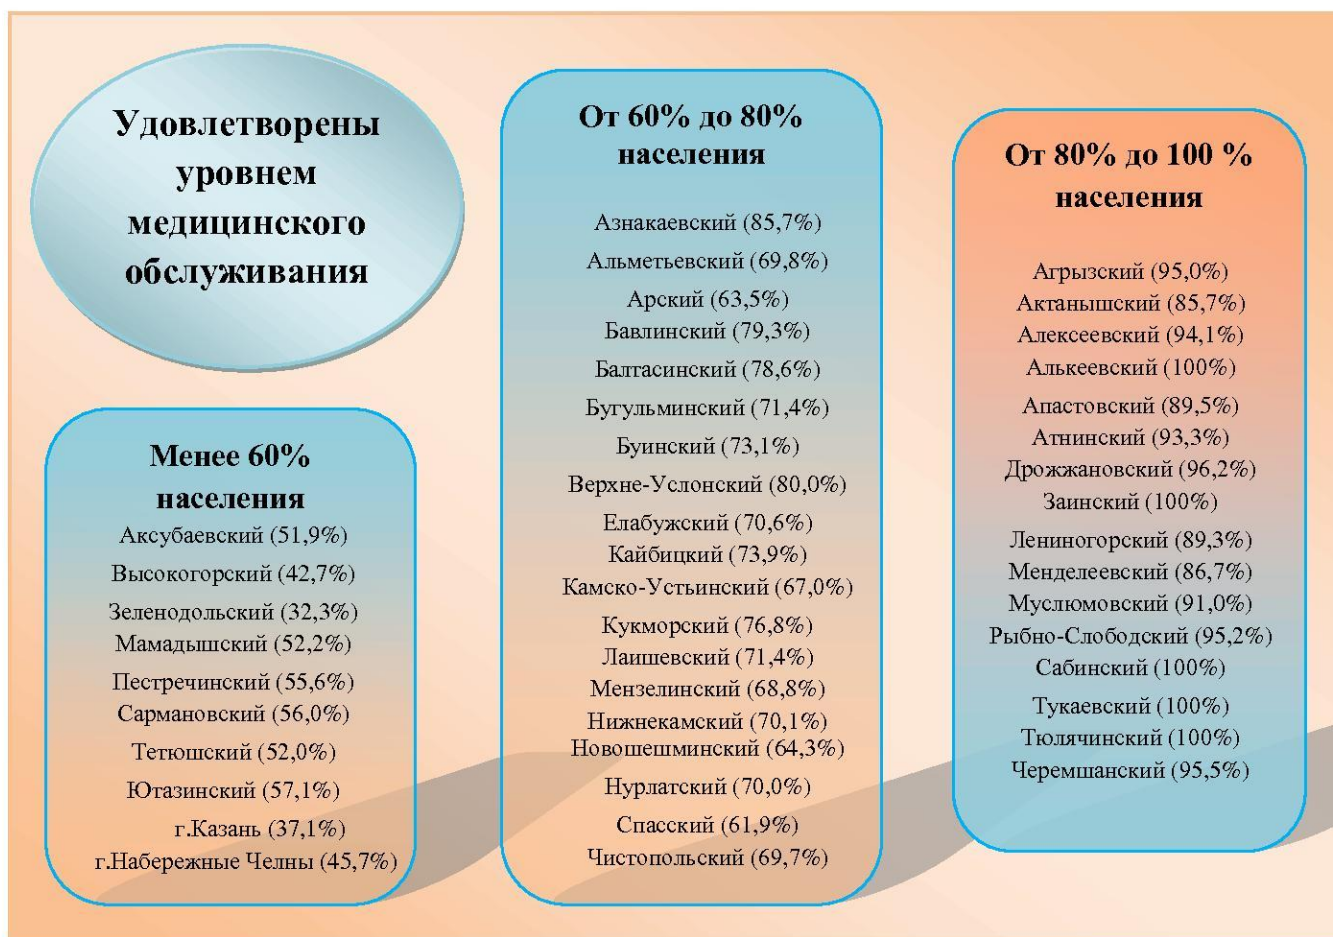 Удовлетворены
уровнем
медицинского
обслуживания
Менее 60%
населения
Аксубаевский (51,9%)
Высокогорский (42,7%)
Зеленодольский (32,3%)
Мамадышский (52,2%)
Пестречинский (55,6%)
Сармановский (56,0%)
Тетюшский (52,0%)
Ютазинский (57,1%)
г.Казань (37,1%)
г.Набережные Челны (45,7%)
От 60% до 80%
населения
Азнакаевский (85,7%)
Альметьевский (69,8%)
Арский (63,5%)
Бавлинский (79,3%)
Балтасинский (78,6%)
Бугульминский (71,4%)
Буинский (73,1%)
Верхне-Услонский (80,0%)
Елабужский (70,6%)
Кайбицкий (73,9%)
Камско-Устьинский (67,0%)
Кукморский (76,8%)
Лаишевский (71,4%)
Мензелинский (68,8%)
Нижнекамский (70,1%)
Новошешминский (64,3%)
Нурлатский (70,0%)
Спасский (61,9%)
Чистопольский (69,7%)
От 80% до 100 %
населения
Агрызский (95,0%)
Актанышский (85,7%)
Алексеевский (94,1%)
Алькеевский (100%)
Апастовский (89,5%)
Атнинский (93,3%)
Дрожжановский (96,2%)
Заинский (100%)
Лениногорский (89,3%)
Менделеевский (86,7%)
Муслюмовский (91,0%)
Рыбно-Слободский (95,2%)
Сабинский (100%)
Тукаевский (100%)
Тюлячинский (100%)
Черемшанский (95,5%)